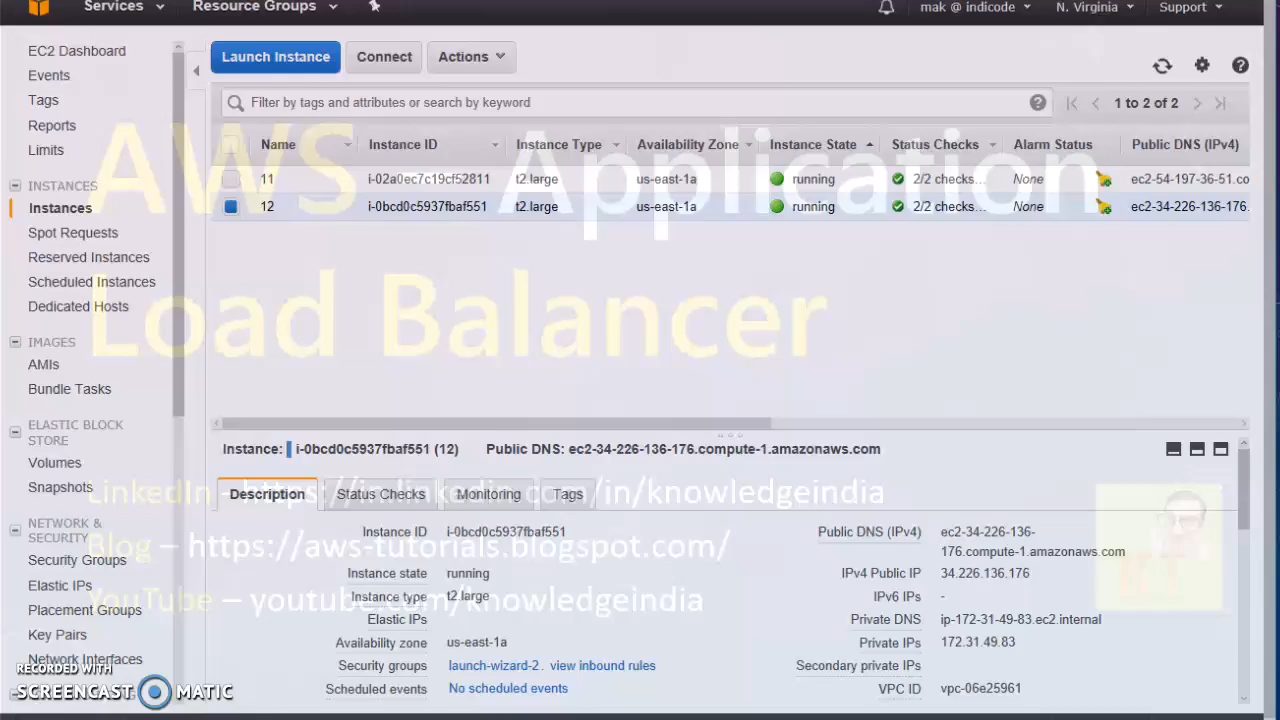 Services
Resource Groups
mak @ indicode
N. Virginia
Support
EC2 Dashboard
Events
Tags
Reports
Limits
INSTANCES
Instances
Spot Requests
Reserved Instances
Scheduled Instances
Dedicated Hosts
IMAGES
AMIs
Bundle Tasks
ELASTIC BLOCK
STORE
Volumes
Snapshots
NETWORK &
SECURITY
Security Groups
Elastic IPs
Placement Groups
Key Pairs
Network Interfaces
Launch Instance
Connect
Actions
Filter by tags and attributes or search by keyword
1 to 2 of 2
Name Instance ID Instance Type Availability Zone Instance State Status Checks Alarm Status Public DNS (IPv4)
11 i-02a0ec7c19cf52811 t2.large us-east-1a running 2/2 checks... None ec2-54-197-36-51.co
12 i-0bcd0c5937fbaf551 t2.large us-east-1a running 2/2 checks... None ec2-34-226-136-176.
AWS Application
Load Balancer
Instance: i-0bcd0c5937fbaf551 (12) Public DNS: ec2-34-226-136-176.compute-1.amazonaws.com
Description Status Checks Monitoring Tags
LinkedIn - https://in.linkedin.com/in/knowledgeindia
Blog – https://aws-tutorials.blogspot.com/
YouTube – youtube.com/knowledgeindia
Instance ID i-0bcd0c5937fbaf551
Instance state running
Instance type t2.large
Elastic IPs
Availability zone us-east-1a
Security groups launch-wizard-2. view inbound rules
Scheduled events No scheduled events
Public DNS (IPv4) ec2-34-226-136-
176.compute-1.amazonaws.com
IPv4 Public IP 34.226.136.176
IPv6 IPs -
Private DNS ip-172-31-49-83.ec2.internal
Private IPs 172.31.49.83
Secondary private IPs
VPC ID vpc-06e25961
RECORDED WITH
SCREENCAST MATIC